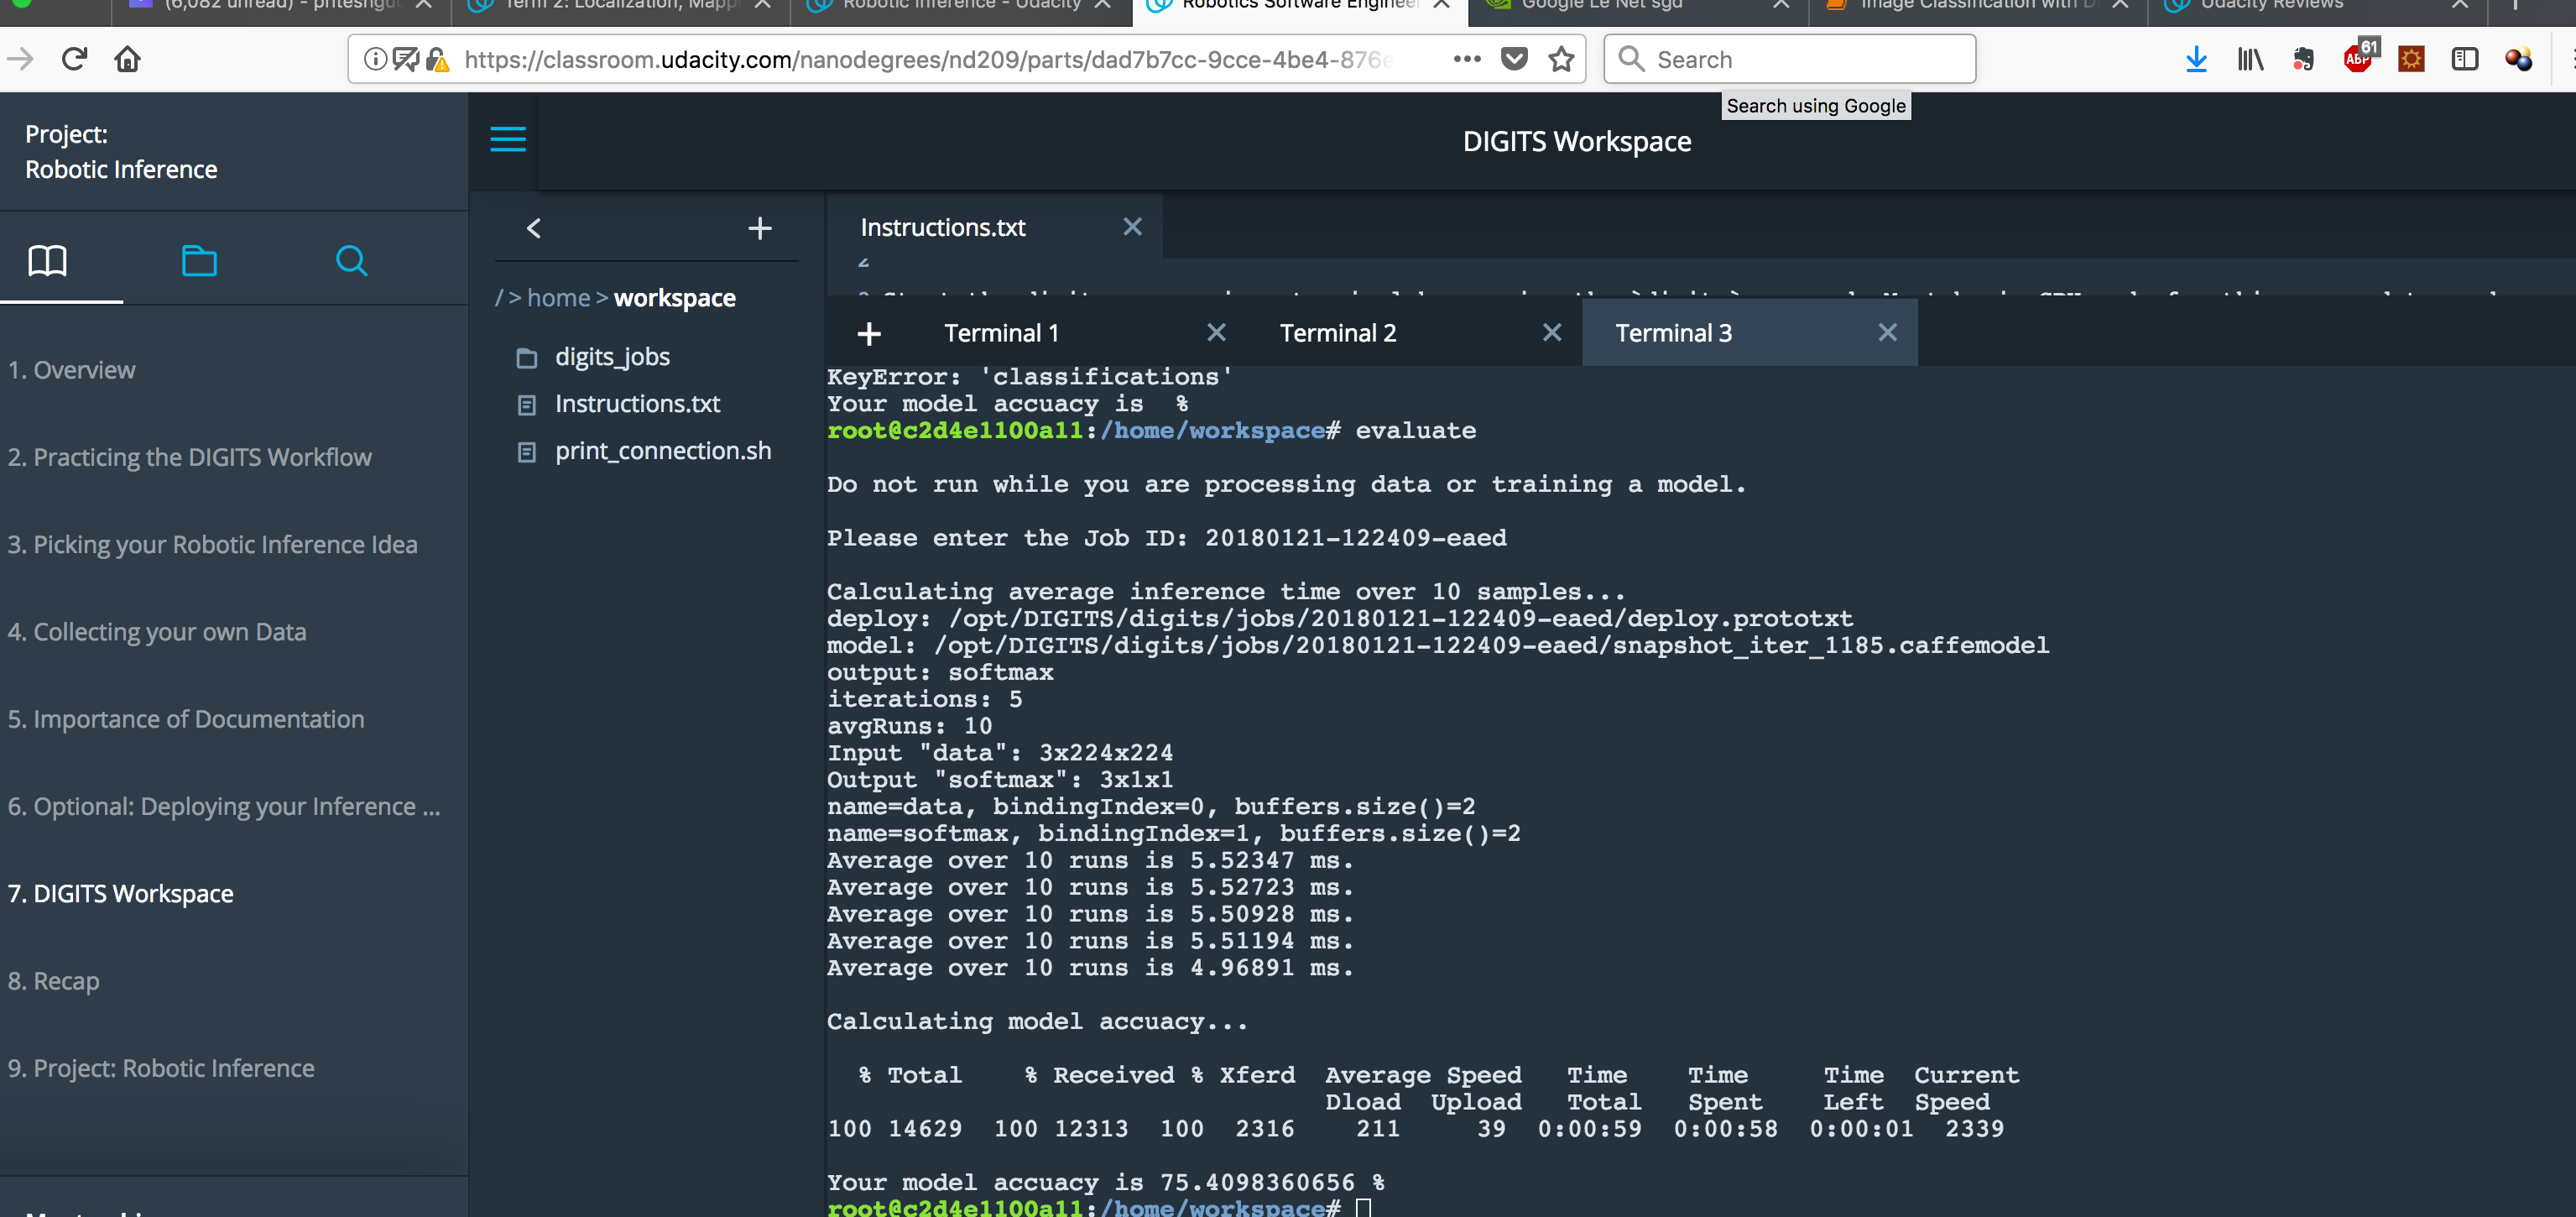 (6,082 unread) - priteshgu
Term 2: Localization, Mapp
Robotic Inference - Udacity
Robotics Software Engineer
Google Le Net sgd
Image Classification with D
Udacity Reviews
https://classroom.udacity.com/nanodegrees/nd209/parts/dad7b7cc-9cce-4be4-876e
Search
ABP
61
Search using Google
Project:
Robotic Inference
DIGITS Workspace
1. Overview
2. Practicing the DIGITS Workflow
3. Picking your Robotic Inference Idea
4. Collecting your own Data
5. Importance of Documentation
6. Optional: Deploying your Inference ...
7. DIGITS Workspace
8. Recap
9. Project: Robotic Inference
/ > home > workspace
digits_jobs
Instructions.txt
print_connection.sh
Instructions.txt
2
Terminal 1
Terminal 2
Terminal 3
KeyError: 'classifications'
Your model accuacy is  %
root@c2d4e1100a11:/home/workspace# evaluate
Do not run while you are processing data or training a model.
Please enter the Job ID: 20180121-122409-eaed
Calculating average inference time over 10 samples...
deploy: /opt/DIGITS/digits/jobs/20180121-122409-eaed/deploy.prototxt
model: /opt/DIGITS/digits/jobs/20180121-122409-eaed/snapshot_iter_1185.caffemodel
output: softmax
iterations: 5
avgRuns: 10
Input "data": 3x224x224
Output "softmax": 3x1x1
name=data, bindingIndex=0, buffers.size()=2
name=softmax, bindingIndex=1, buffers.size()=2
Average over 10 runs is 5.52347 ms.
Average over 10 runs is 5.52723 ms.
Average over 10 runs is 5.50928 ms.
Average over 10 runs is 5.51194 ms.
Average over 10 runs is 4.96891 ms.
Calculating model accuacy...
% Total    % Received % Xferd  Average Speed   Time    Time     Time  Current
Dload  Upload   Total   Spent    Left  Speed
100 14629  100 12313  100  2316    211     39  0:00:59  0:00:58  0:00:01  2339
Your model accuacy is 75.4098360656 %
root@c2d4e1100a11:/home/workspace#